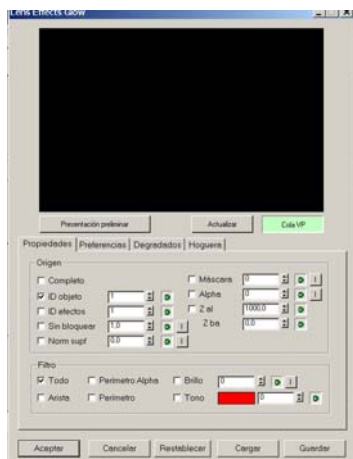 Lens Effects Glow
Presentación preliminar Actualizar Cola VP
Propiedades Preferencias Degradados Hoguera
Origen
Completo Máscara 0 I
ID objeto 1 Alpha 0 I
ID efectos 1 Z al 1000,0
Sin bloquear 1,0 I Z ba 0,0
Norm supf 0,0 I
Filtro
Todo Perímetro Alpha Brillo 0 I
Arista Perímetro Tono 0
Aceptar Cancelar Restablecer Cargar Guardar